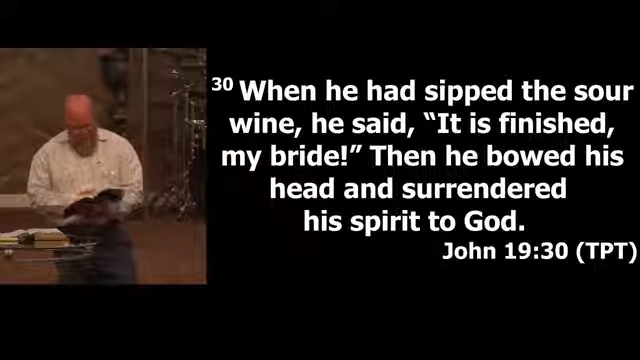 30 When he had sipped the sour
wine, he said, “It is finished,
my bride!” Then he bowed his
head and surrendered
his spirit to God.
John 19:30 (TPT)